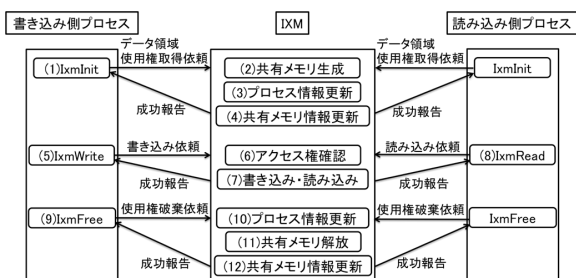 書き込み側プロセス
IXM
読み込み側プロセス
データ領域
使用権取得依頼
データ領域
使用権取得依頼
(1)IxmInit
(2)共有メモリ生成
IxmInit
(3)プロセス情報更新
成功報告
(4)共有メモリ情報更新
成功報告
書き込み依頼
読み込み依頼
(5)IxmWrite
(6)アクセス権確認
(8)IxmRead
成功報告
(7)書き込み・読み込み
成功報告
使用権破棄依頼
使用権破棄依頼
(9)IxmFree
(10)プロセス情報更新
IxmFree
(11)共有メモリ解放
成功報告
(12)共有メモリ情報更新
成功報告